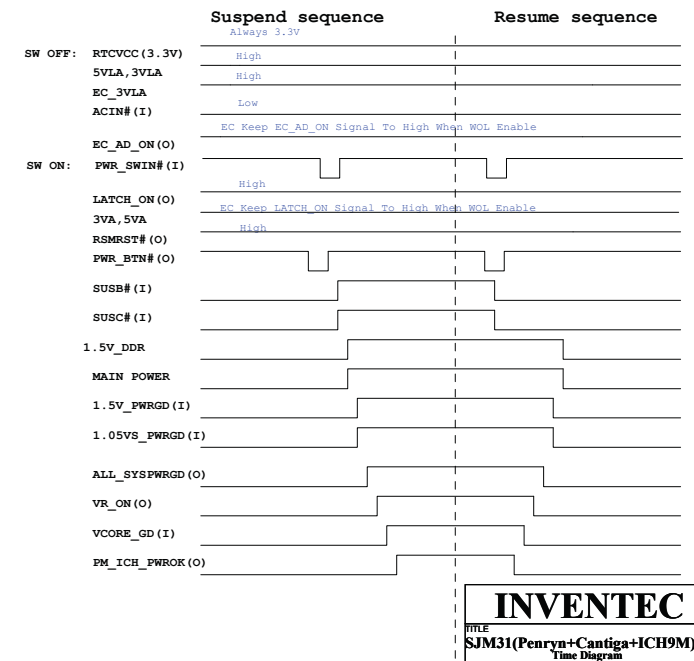 Suspend sequence Resume sequence
Always 3.3V
SW OFF: RTCVCC(3.3V)
High
5VLA,3VLA
High
EC_3VLA
Low
ACIN#(I)
EC Keep EC_AD_ON Signal To High When WOL Enable
EC_AD_ON(O)
SW ON: PWR_SWIN#(I)
High
LATCH_ON(O)
EC Keep LATCH_ON Signal To High When WOL Enable
3VA,5VA
High
RSMRST#(O)
PWR_BTN#(O)
SUSB#(I)
SUSC#(I)
1.5V_DDR
MAIN POWER
1.5V_PWRGD(I)
1.05VS_PWRGD(I)
ALL_SYSPWRGD(O)
VR_ON(O)
VCORE_GD(I)
PM_ICH_PWROK(O)
INVENTEC
TITLE
SJM31(Penryn+Cantiga+ICH9M)
Time Diagram